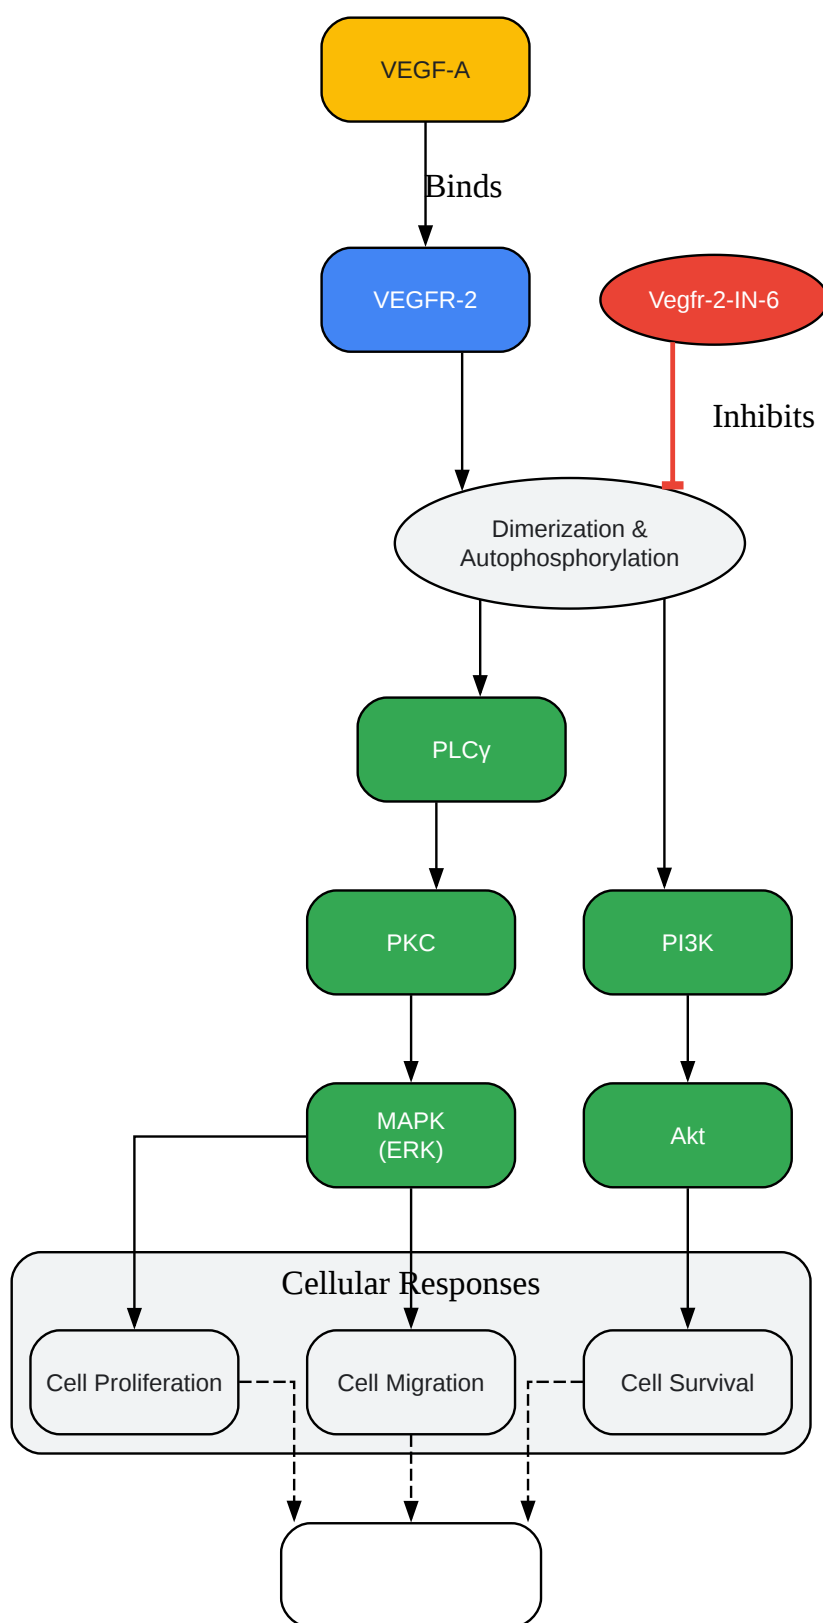 VEGF-A
Binds
VEGFR-2
Vegfr-2-IN-6
Inhibits
Dimerization &
Autophosphorylation
PLCγ
PKC
PI3K
MAPK
(ERK)
Akt
Cellular Responses
Cell Proliferation
Cell Migration
Cell Survival